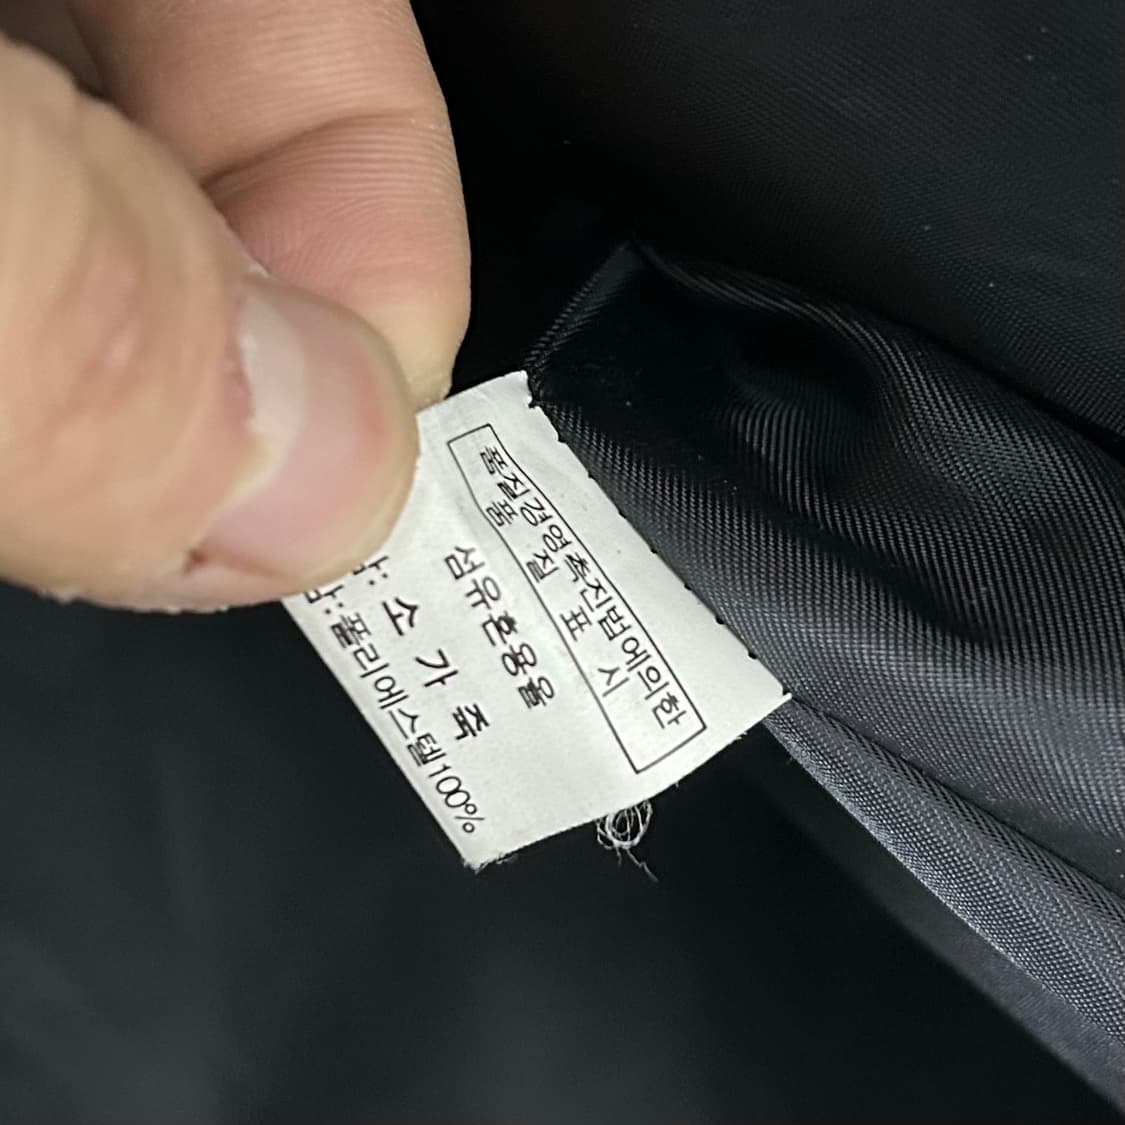 품질경영촉진법에의한
품 질 표 시
섬유혼용율
소 가 죽
폴리에스텔100%